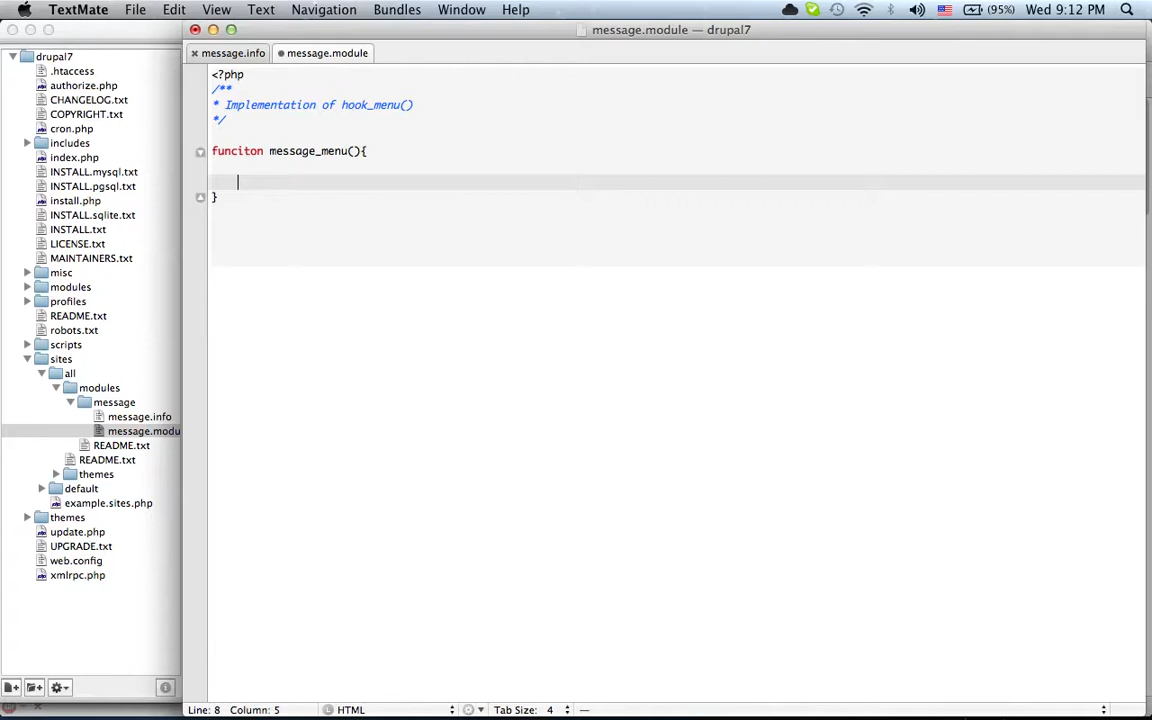 TextMate File Edit View Text Navigation Bundles Window Help (95%) Wed 9:12 PM
message.module — drupal7
message.info message.module
drupal7
.htaccess
authorize.php
CHANGELOG.txt
COPYRIGHT.txt
cron.php
includes
index.php
INSTALL.mysql.txt
INSTALL.pgsql.txt
install.php
INSTALL.sqlite.txt
INSTALL.txt
LICENSE.txt
MAINTAINERS.txt
misc
modules
profiles
README.txt
robots.txt
scripts
sites
all
modules
message
message.info
message.modu
README.txt
README.txt
themes
default
example.sites.php
themes
update.php
UPGRADE.txt
web.config
xmlrpc.php
<?php
/**
* Implementation of hook_menu()
*/
funciton message_menu(){
}
Line: 8 Column: 5 L HTML Tab Size: 4 —